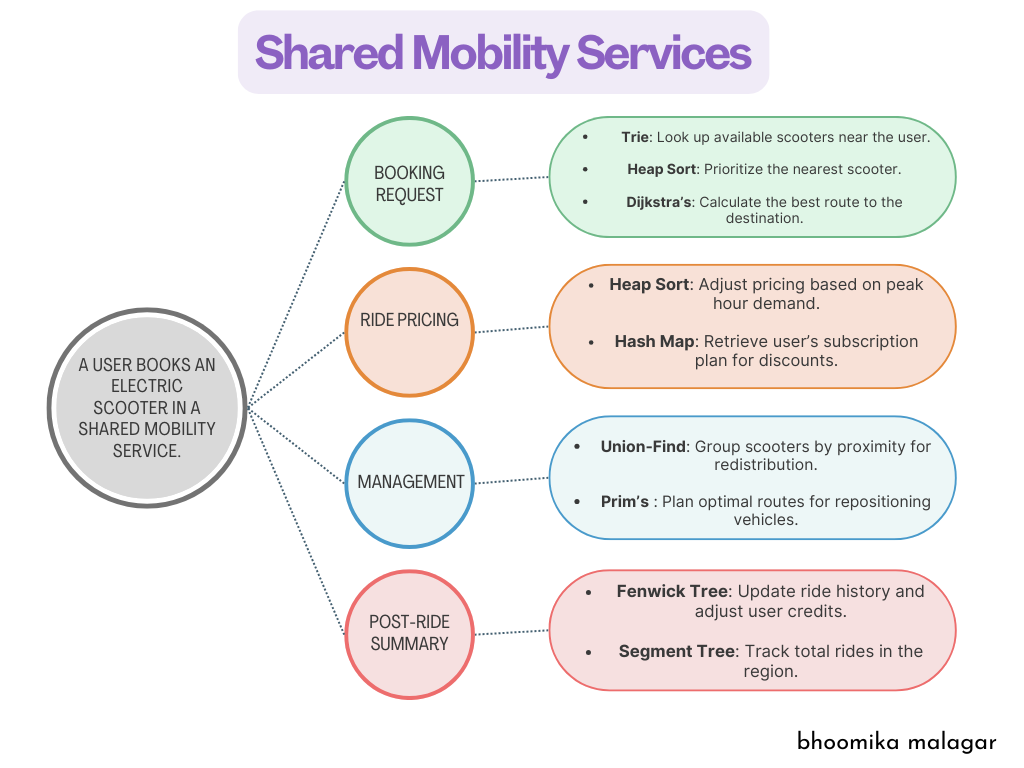 Shared Mobility Services
A USER BOOKS AN
ELECTRIC
SCOOTER IN A
SHARED MOBILITY
SERVICE.
BOOKING
REQUEST
• Trie: Look up available scooters near the user.
• Heap Sort: Prioritize the nearest scooter.
• Dijkstra’s: Calculate the best route to the
destination.
RIDE PRICING
• Heap Sort: Adjust pricing based on peak
hour demand.
• Hash Map: Retrieve user’s subscription
plan for discounts.
MANAGEMENT
• Union-Find: Group scooters by proximity for
redistribution.
• Prim’s : Plan optimal routes for repositioning
vehicles.
POST-RIDE
SUMMARY
• Fenwick Tree: Update ride history and
adjust user credits.
• Segment Tree: Track total rides in the
region.
bhoomika malagar